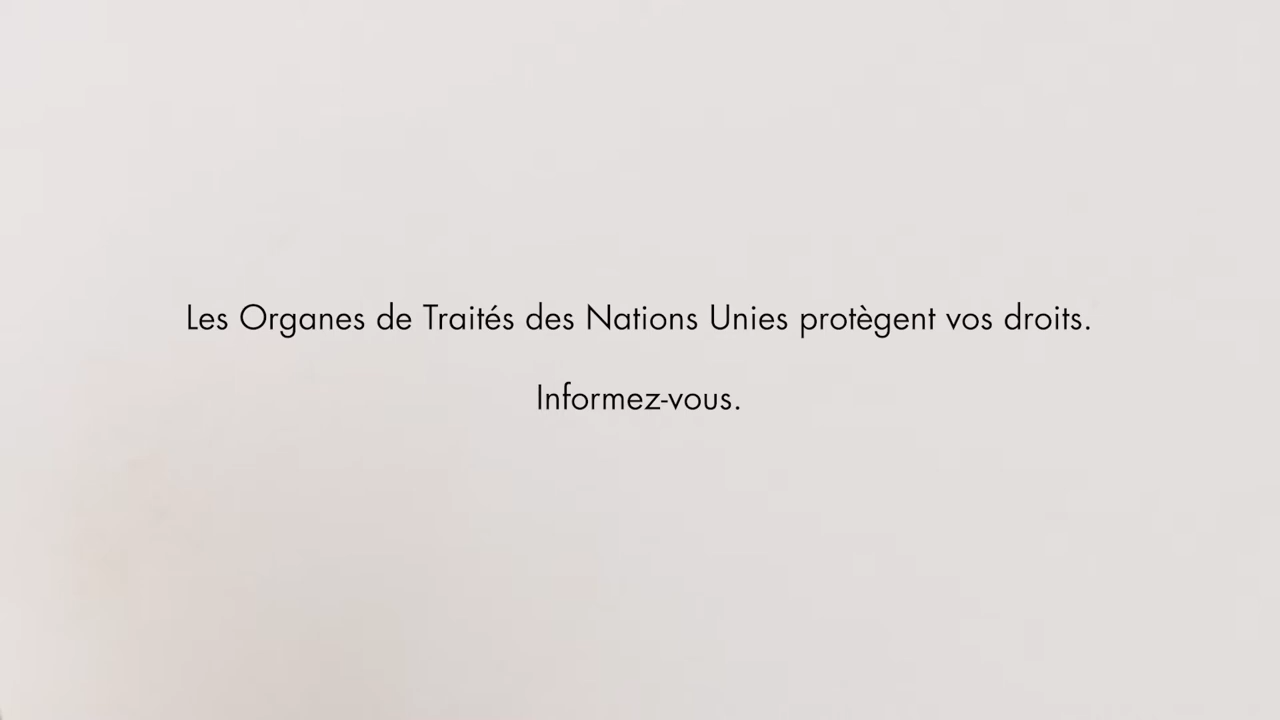 Les Organes de Traités des Nations Unies protègent vos droits.
Informez-vous.